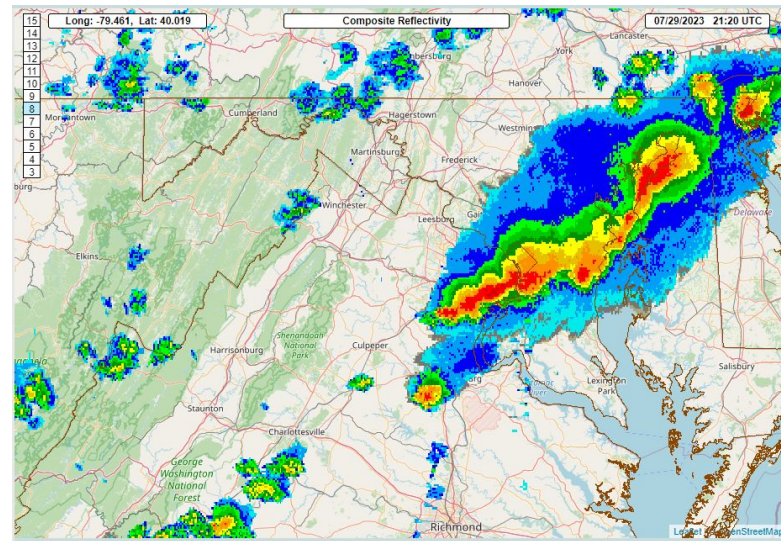 Long: -79.461, Lat: 40.019
Composite Reflectivity
07/29/2023 21:20 UTC
15
14
13
12
11
10
9
8
7
6
5
4
3
Lancaster
York
Hanover
Cumberland
Hagerstown
Martinsburg
Frederick
Winchester
Leesburg
Delaware
Elkins
Shenandoah
National
Park
Culpeper
Harrisonburg
Lexington
Park
Salisbury
Staunton
Charlottesville
George
Washington
National
Forest
Richmond